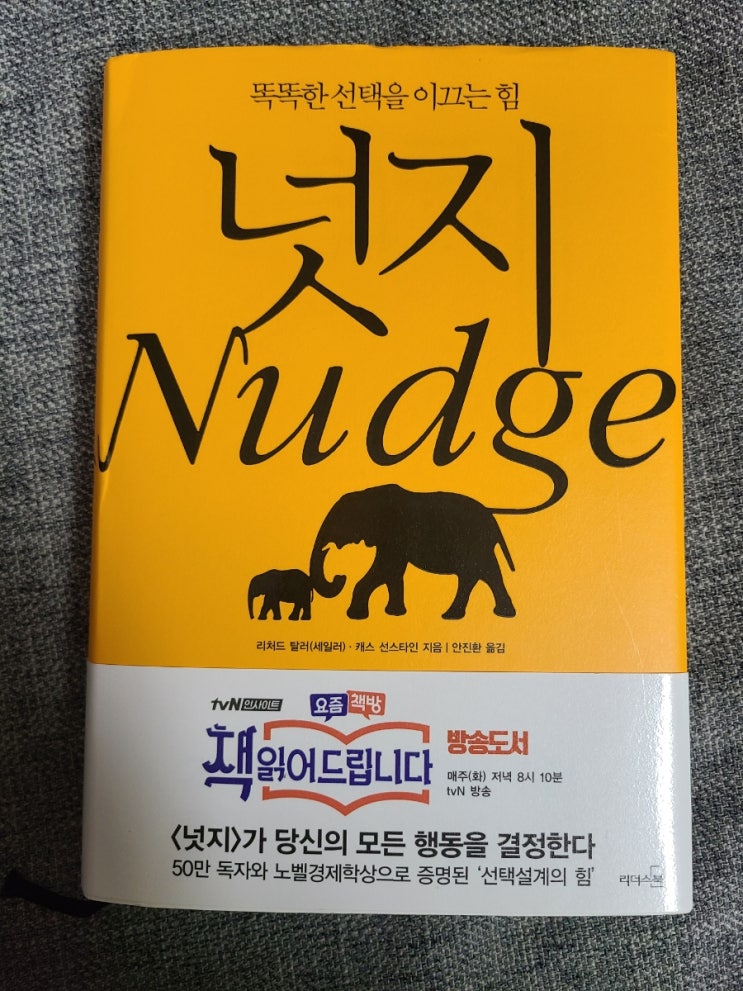 똑똑한 선택을 이끄는 힘
넛지
Nudge
리처드 탈러(세일러) · 캐스 선스타인 지음 | 안진환 옮김
tvN 인사이트
요즘책방
책읽어드립니다
방송도서
매주(화) 저녁 8시 10분
tvN 방송
<넛지>가 당신의 모든 행동을 결정한다
50만 독자와 노벨경제학상으로 증명된 '선택설계의 힘'
리더스북